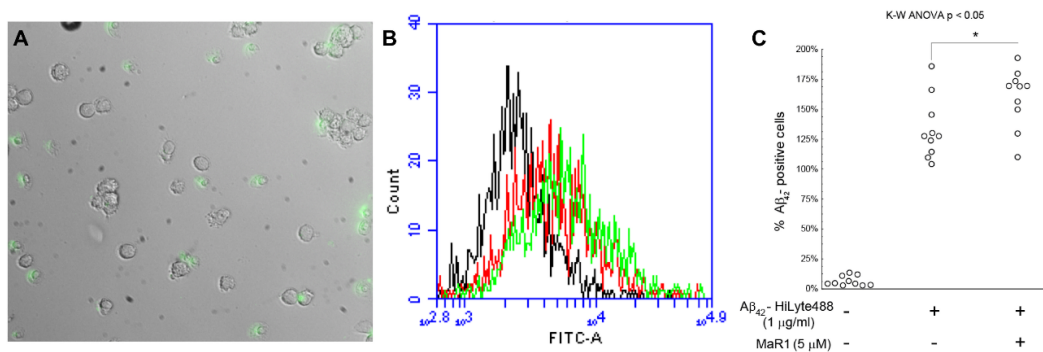 A
B
40
30
20
10
0
Count
10^2.8 10^3 10^4 10^4.9
FITC-A
K-W ANOVA p < 0.05
C
*
200%
175%
150%
125%
100%
75%
50%
25%
0%
% Aβ42- positive cells
Aβ42- HiLyte488 - + +
(1 μg/ml)
MaR1 (5 μM) - - +